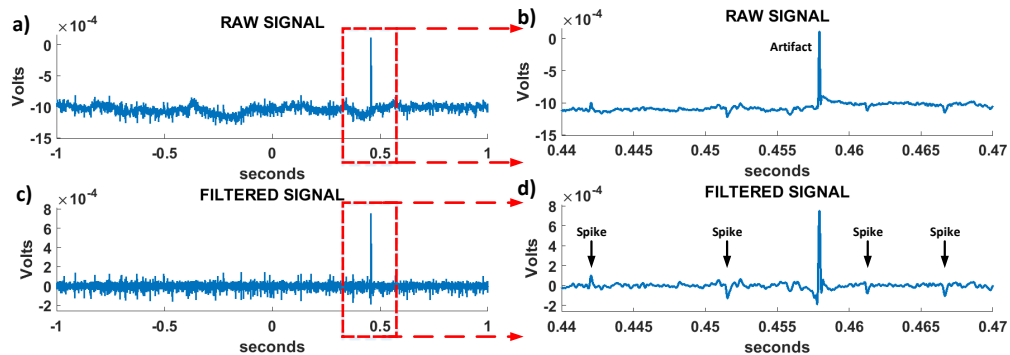 a)
×10⁻⁴
RAW SIGNAL
0
-5
-10
-15
Volts
-1
-0.5
0
0.5
1
seconds
b)
×10⁻⁴
RAW SIGNAL
Artifact
0
-5
-10
-15
Volts
0.44
0.445
0.45
0.455
0.46
0.465
0.47
seconds
c)
×10⁻⁴
FILTERED SIGNAL
8
6
4
2
0
-2
Volts
-1
-0.5
0
0.5
1
seconds
d)
×10⁻⁴
FILTERED SIGNAL
Spike
Spike
Spike
Spike
8
6
4
2
0
-2
Volts
0.44
0.445
0.45
0.455
0.46
0.465
0.47
seconds